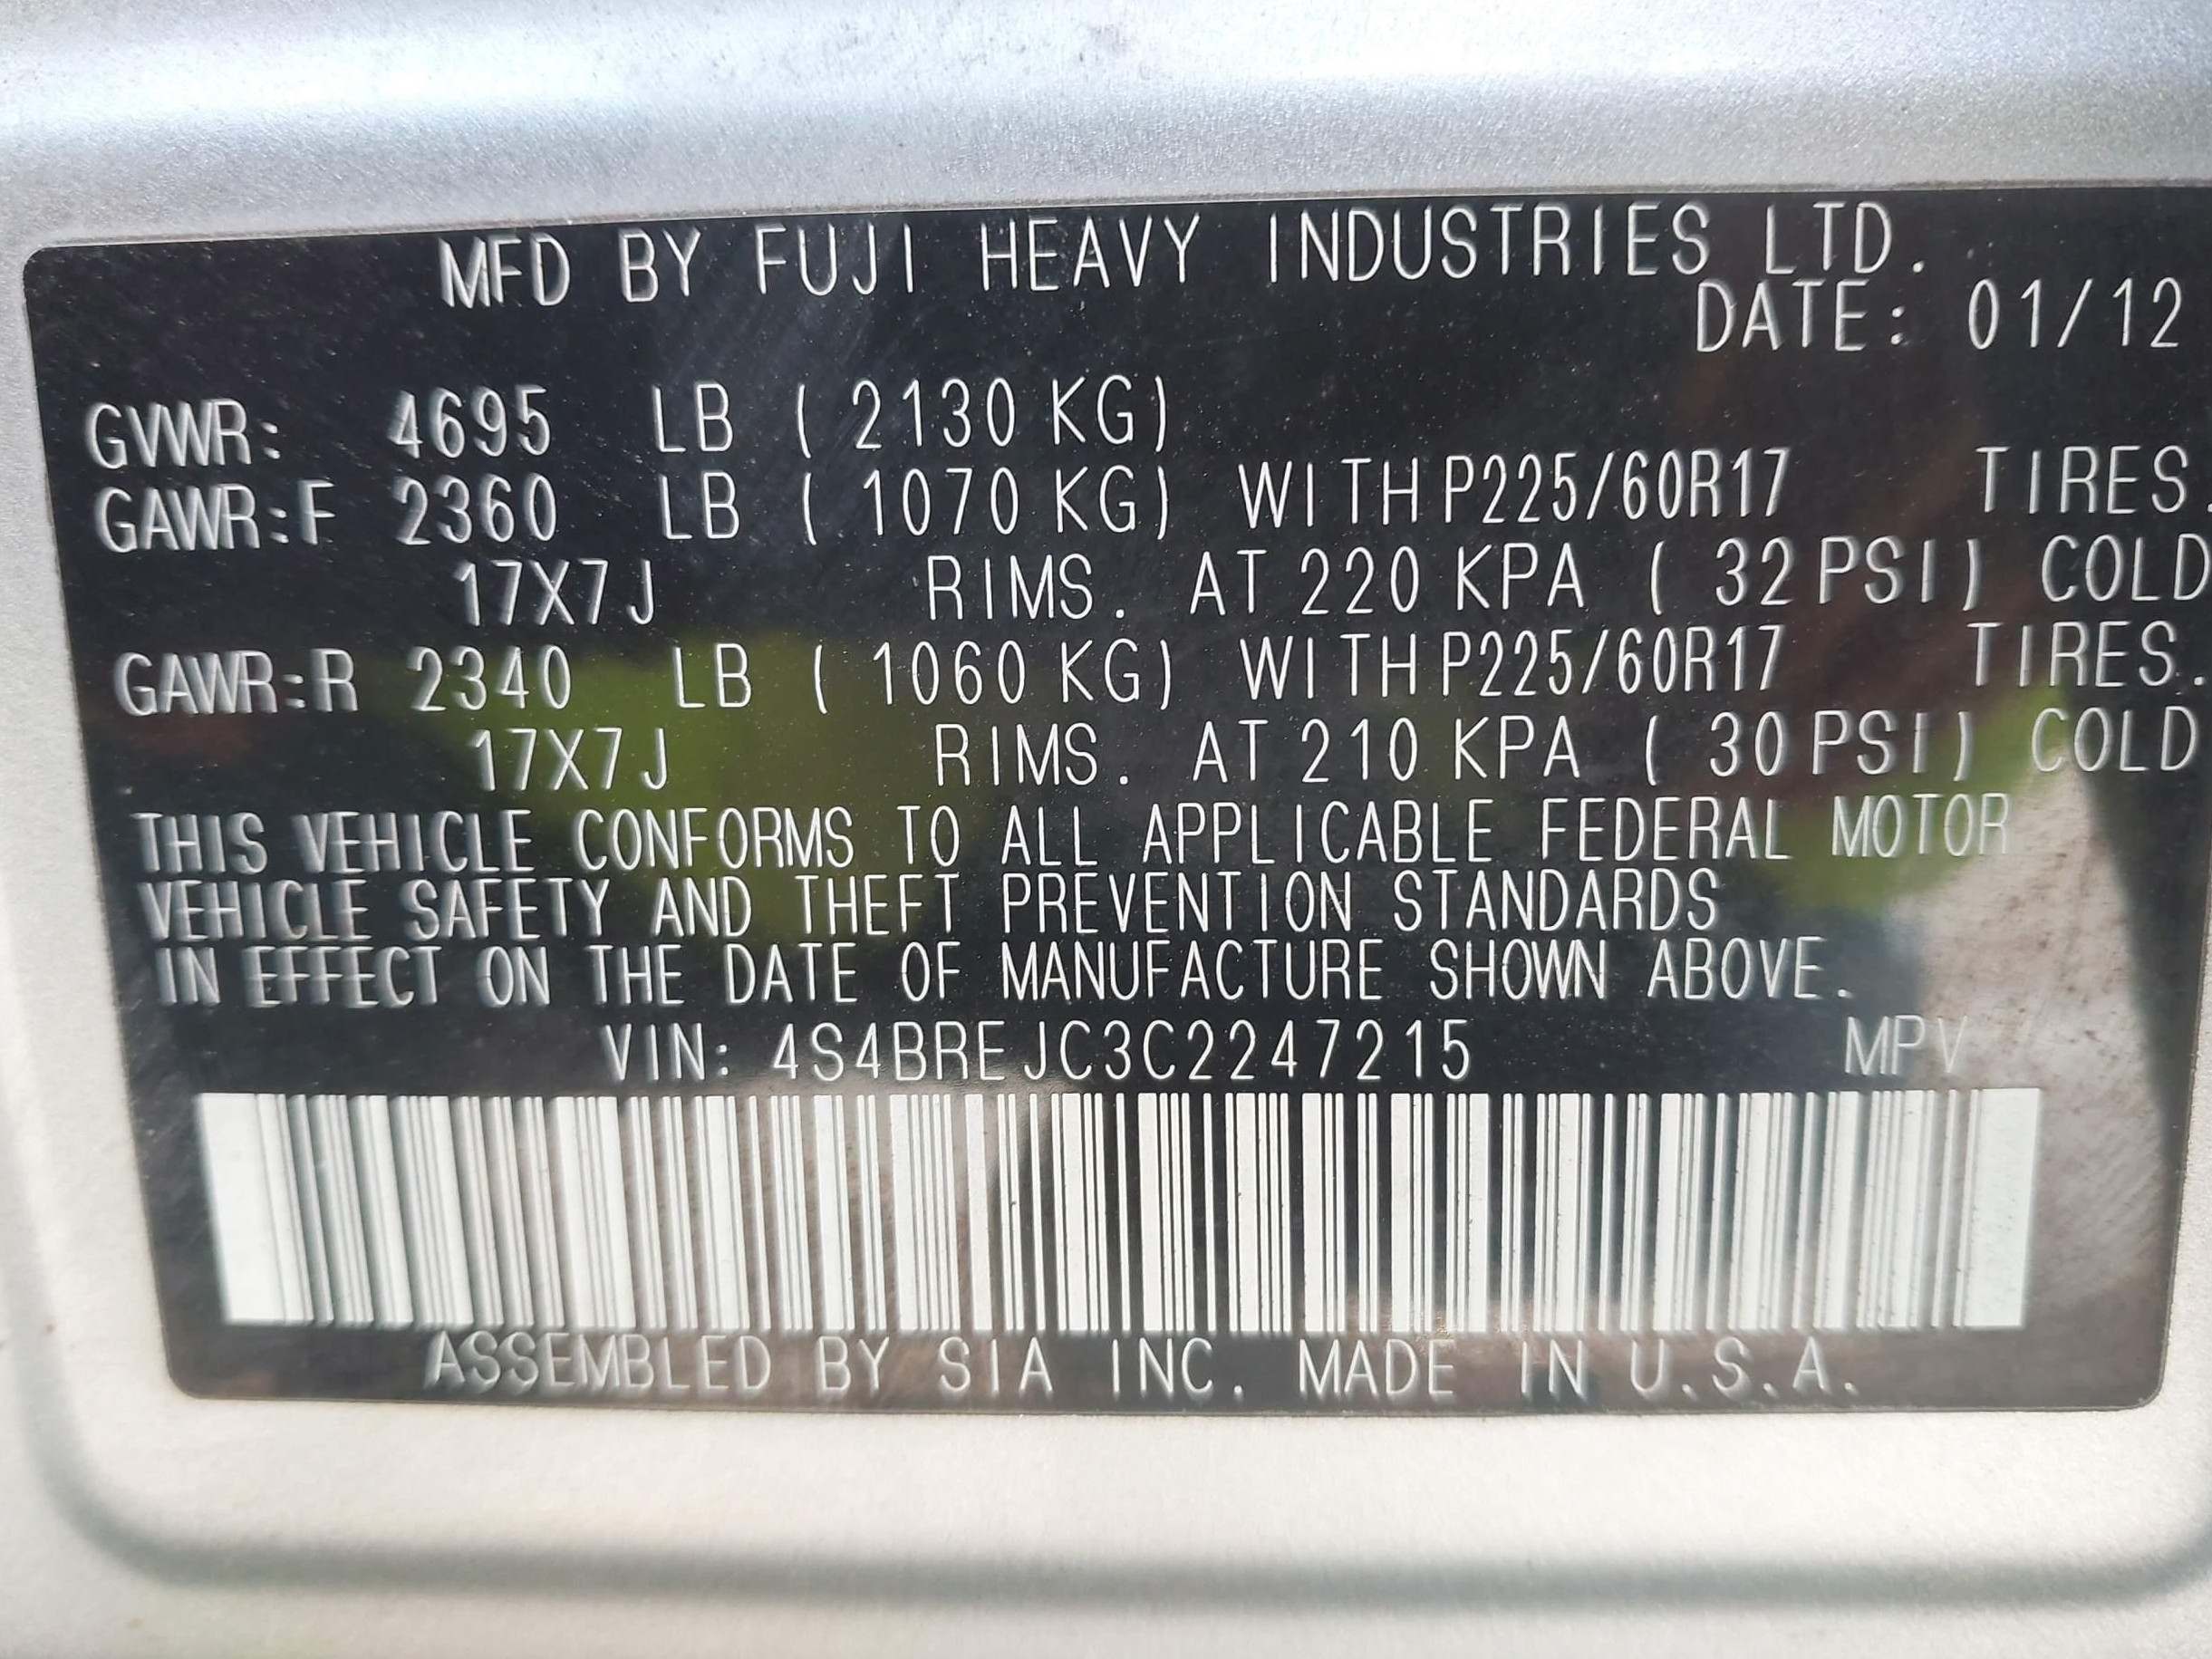 MFD BY FUJI HEAVY INDUSTRIES LTD.
DATE: 01/12
GVWR: 4695 LB ( 2130 KG)
GAWR:F 2360 LB ( 1070 KG) WITH P225/60R17 TIRES.
17X7J RIMS. AT 220 KPA ( 32 PSI) COLD
GAWR:R 2340 LB ( 1060 KG) WITH P225/60R17 TIRES.
17X7J RIMS. AT 210 KPA ( 30 PSI) COLD
THIS VEHICLE CONFORMS TO ALL APPLICABLE FEDERAL MOTOR
VEHICLE SAFETY AND THEFT PREVENTION STANDARDS
IN EFFECT ON THE DATE OF MANUFACTURE SHOWN ABOVE.
VIN: 4S4BREJC3C2247215 MPV
ASSEMBLED BY SIA INC. MADE IN U.S.A.